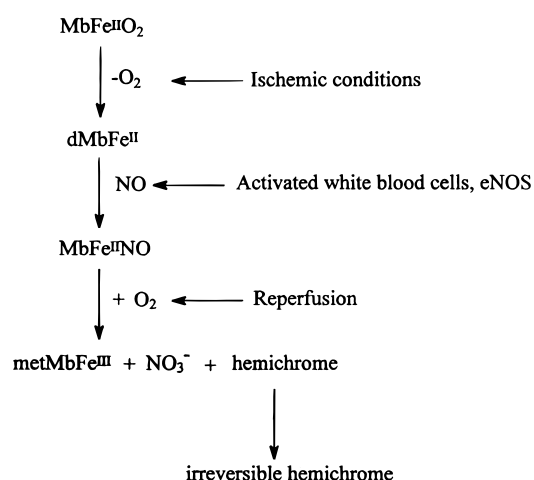 MbFeᴵᴵO₂
-O₂ Ischemic conditions
dMbFeᴵᴵ
NO Activated white blood cells, eNOS
MbFeᴵᴵNO
+ O₂ Reperfusion
metMbFeᴵᴵᴵ + NO₃⁻ + hemichrome
irreversible hemichrome